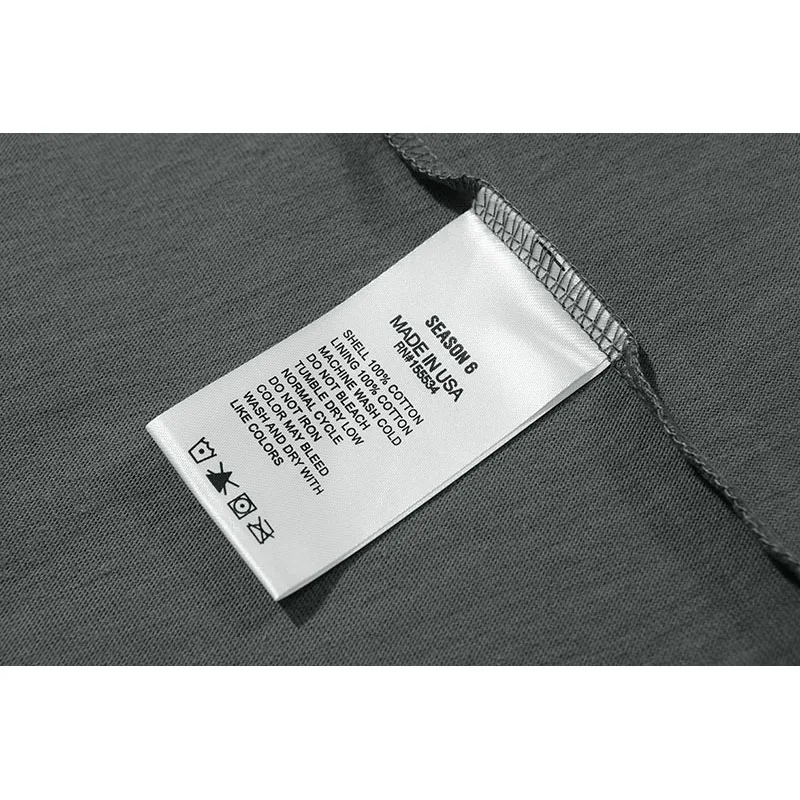 SEASON 6
MADE IN USA
RN#155534
SHELL 100% COTTON
LINING 100% COTTON
MACHINE WASH COLD
DO NOT BLEACH
TUMBLE DRY LOW
NORMAL CYCLE
DO NOT IRON
COLOR MAY BLEED
WASH AND DRY WITH
LIKE COLORS